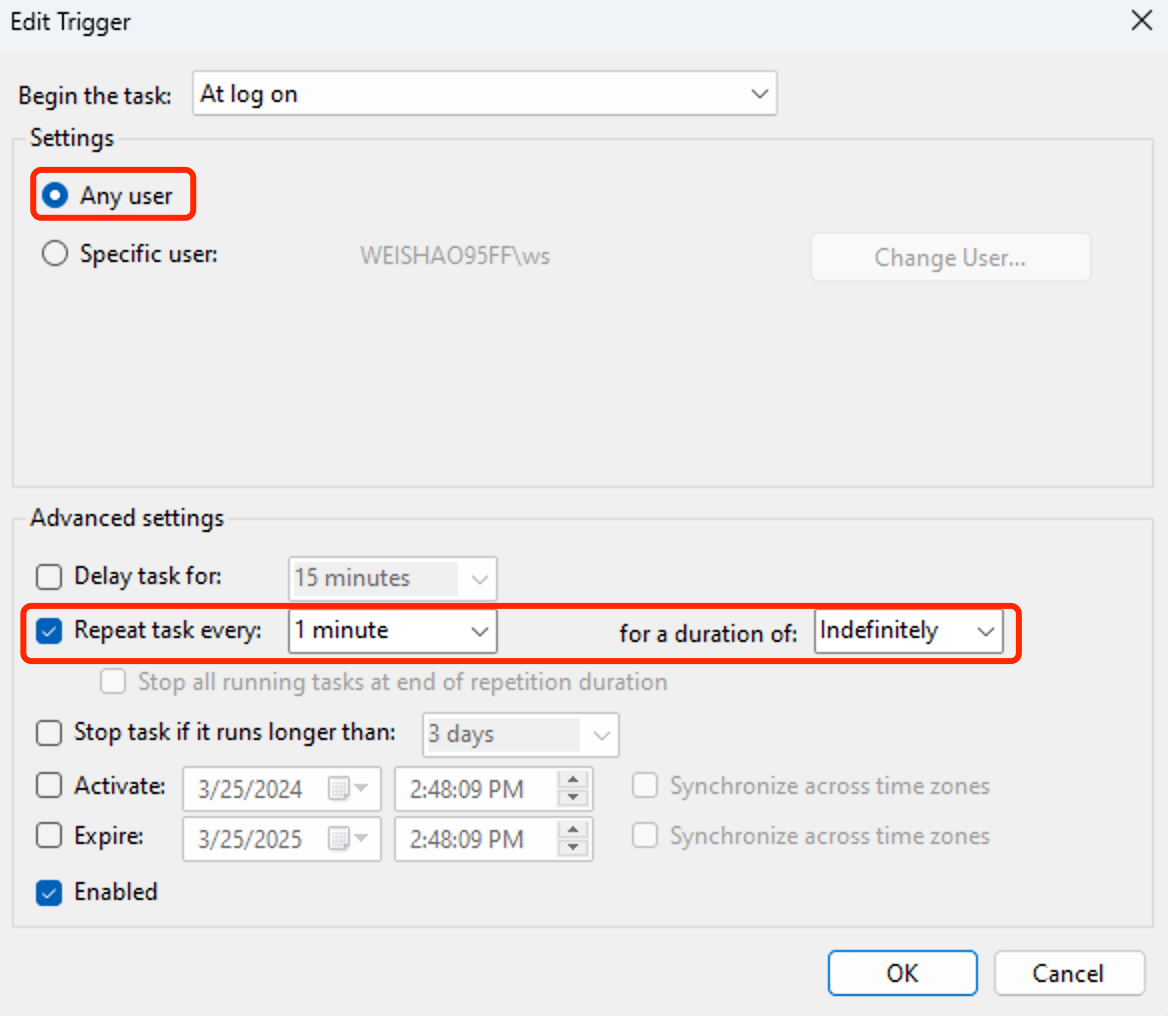 Edit Trigger
Begin the task: At log on
Settings
Any user
Specific user: WEISHAO95FF\ws Change User...
Advanced settings
Delay task for: 15 minutes
Repeat task every: 1 minute for a duration of: Indefinitely
Stop all running tasks at end of repetition duration
Stop task if it runs longer than: 3 days
Activate: 3/25/2024 2:48:09 PM Synchronize across time zones
Expire: 3/25/2025 2:48:09 PM Synchronize across time zones
Enabled
OK Cancel